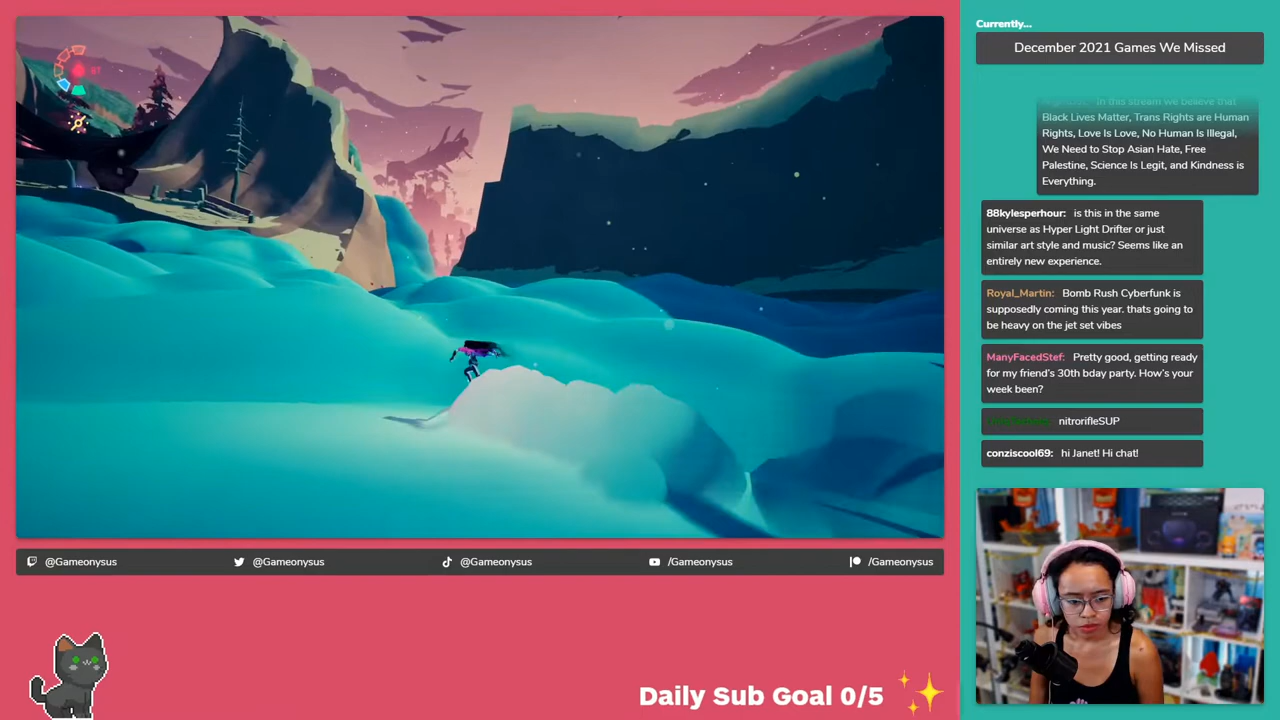 Currently...
December 2021 Games We Missed
In this stream we believe that
Black Lives Matter, Trans Rights are Human
Rights, Love Is Love, No Human Is Illegal,
We Need to Stop Asian Hate, Free
Palestine, Science Is Legit, and Kindness is
Everything.
88kylesperhour: is this in the same
universe as Hyper Light Drifter or just
similar art style and music? Seems like an
entirely new experience.
Royal_Martin: Bomb Rush Cyberfunk is
supposedly coming this year. thats going to
be heavy on the jet set vibes
ManyFacedStef: Pretty good, getting ready
for my friend's 30th bday party. How's your
week been?
nitrorifleSUP
conziscool69: hi Janet! Hi chat!
@Gameonysus
@Gameonysus
@Gameonysus
/Gameonysus
/Gameonysus
Daily Sub Goal 0/5